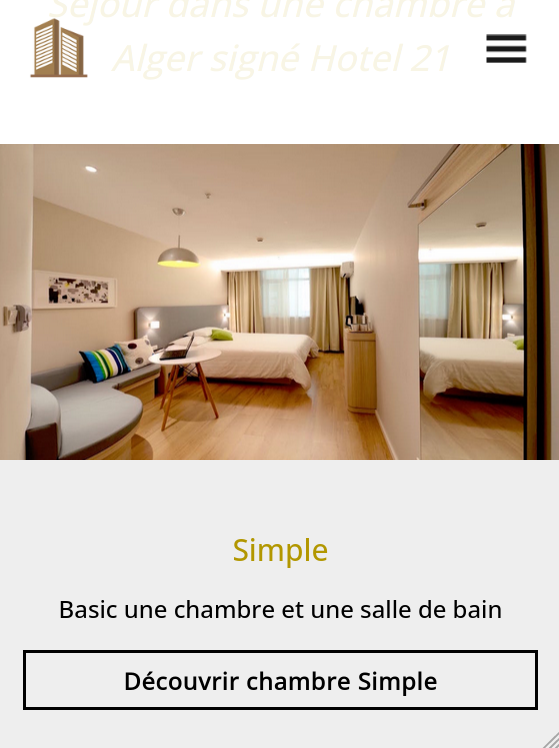 Séjour dans une chambre à
Alger signé Hotel 21
Simple
Basic une chambre et une salle de bain
Découvrir chambre Simple